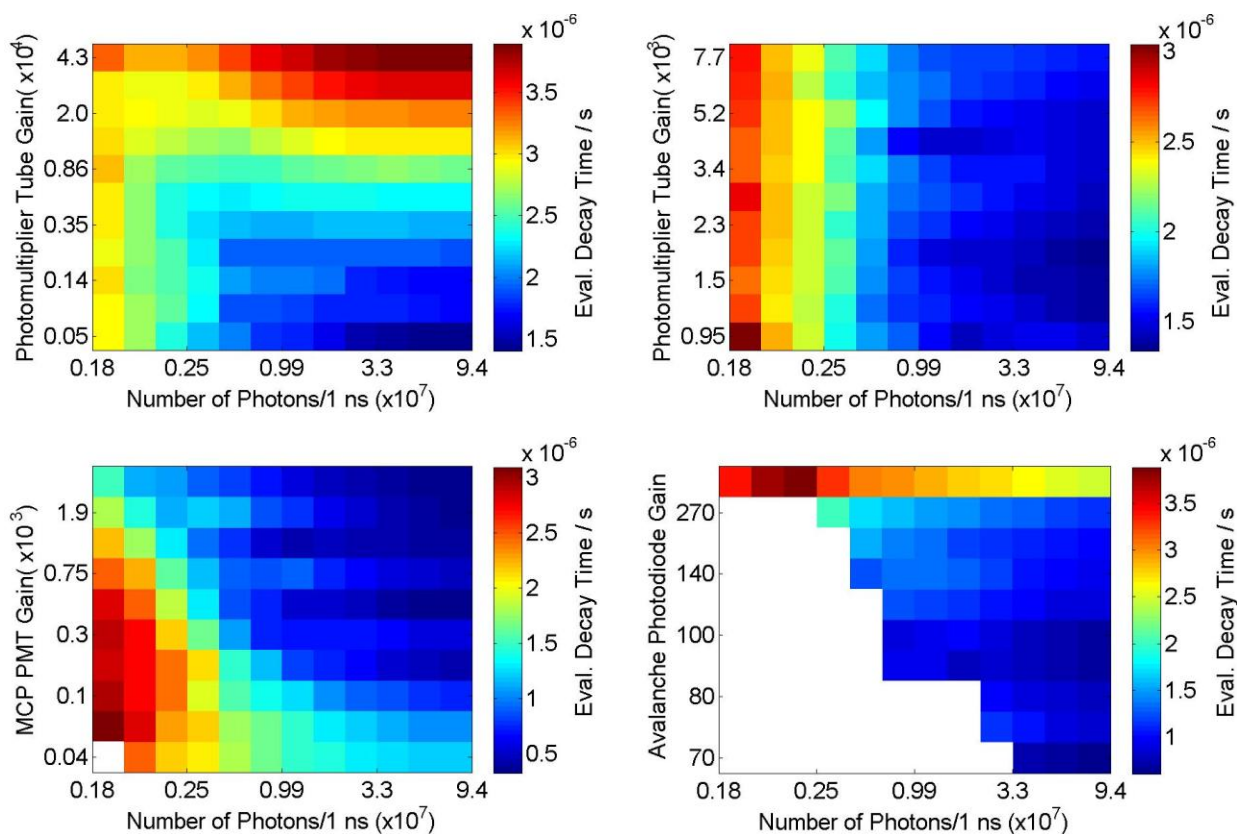 x 10^-6
Photomultiplier Tube Gain( x10^4)
4.3
2.0
0.86
0.35
0.14
0.05
0.18 0.25 0.99 3.3 9.4
Number of Photons/1 ns (x10^7)
3.5
3
2.5
2
1.5
Eval. Decay Time / s
x 10^-6
Photomultiplier Tube Gain( x10^3)
7.7
5.2
3.4
2.3
1.5
0.95
0.18 0.25 0.99 3.3 9.4
Number of Photons/1 ns (x10^7)
3
2.5
2
1.5
Eval. Decay Time / s
x 10^-6
MCP PMT Gain( x10^3)
1.9
0.75
0.3
0.1
0.04
0.18 0.25 0.99 3.3 9.4
Number of Photons/1 ns (x10^7)
3
2.5
2
1.5
1
0.5
Eval. Decay Time / s
x 10^-6
Avalanche Photodiode Gain
270
140
100
80
70
0.18 0.25 0.99 3.3 9.4
Number of Photons/1 ns (x10^7)
3.5
3
2.5
2
1.5
1
Eval. Decay Time / s